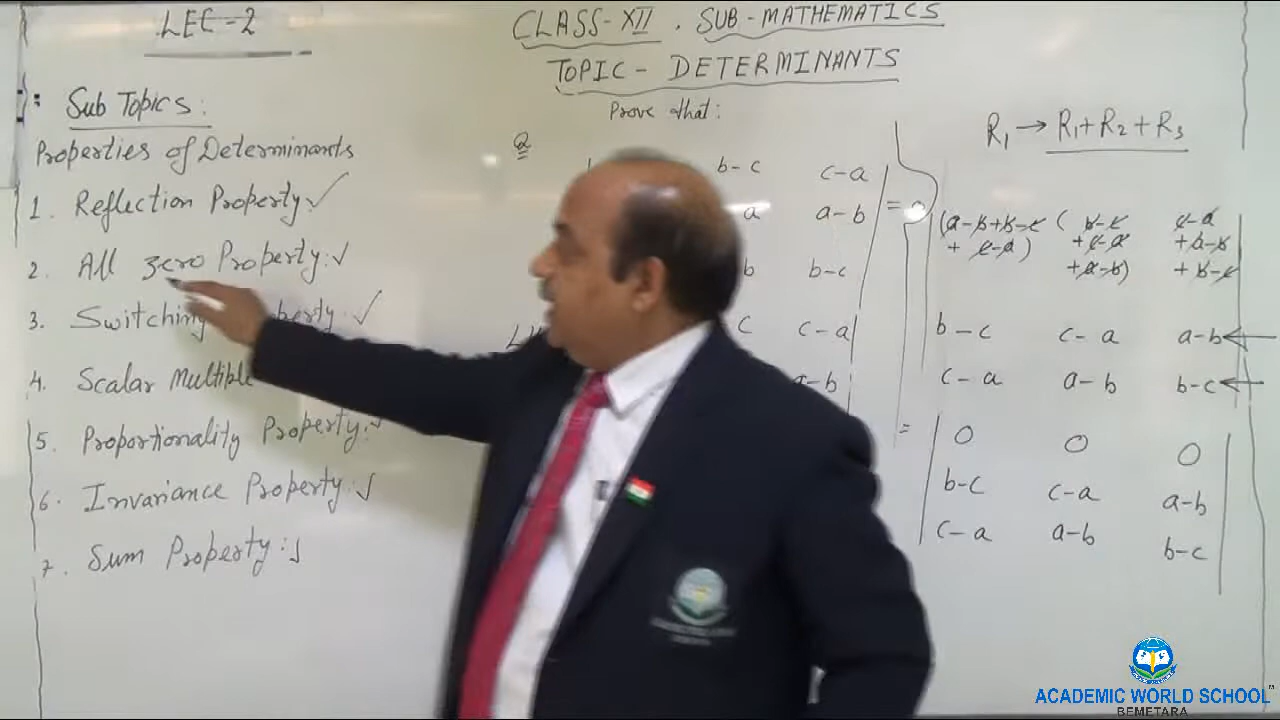 LEC-2
CLASS-XII . SUB-MATHEMATICS
TOPIC- DETERMINANTS
Sub Topics:
Properties of Determinants
1. Reflection Property: ✓
2. All zero Property: ✓
3. Switching ✓
4. Scalar Multiple
5. Proportionality Property: ✓
6. Invariance Property: ✓
7. Sum Property: ✓
Prove that:
Q
b-c c-a
a a-b = 0
b b-c
c c-a
a-b
R₁ → R₁+R₂+R₃
(a-b+b-c (b-c c-a
+ c-a) +c-a +a-b
+a-b) +b-c
b-c c-a a-b
c-a a-b b-c
= 0 0 0
b-c c-a a-b
c-a a-b b-c
ACADEMIC WORLD SCHOOL
BEMETARA